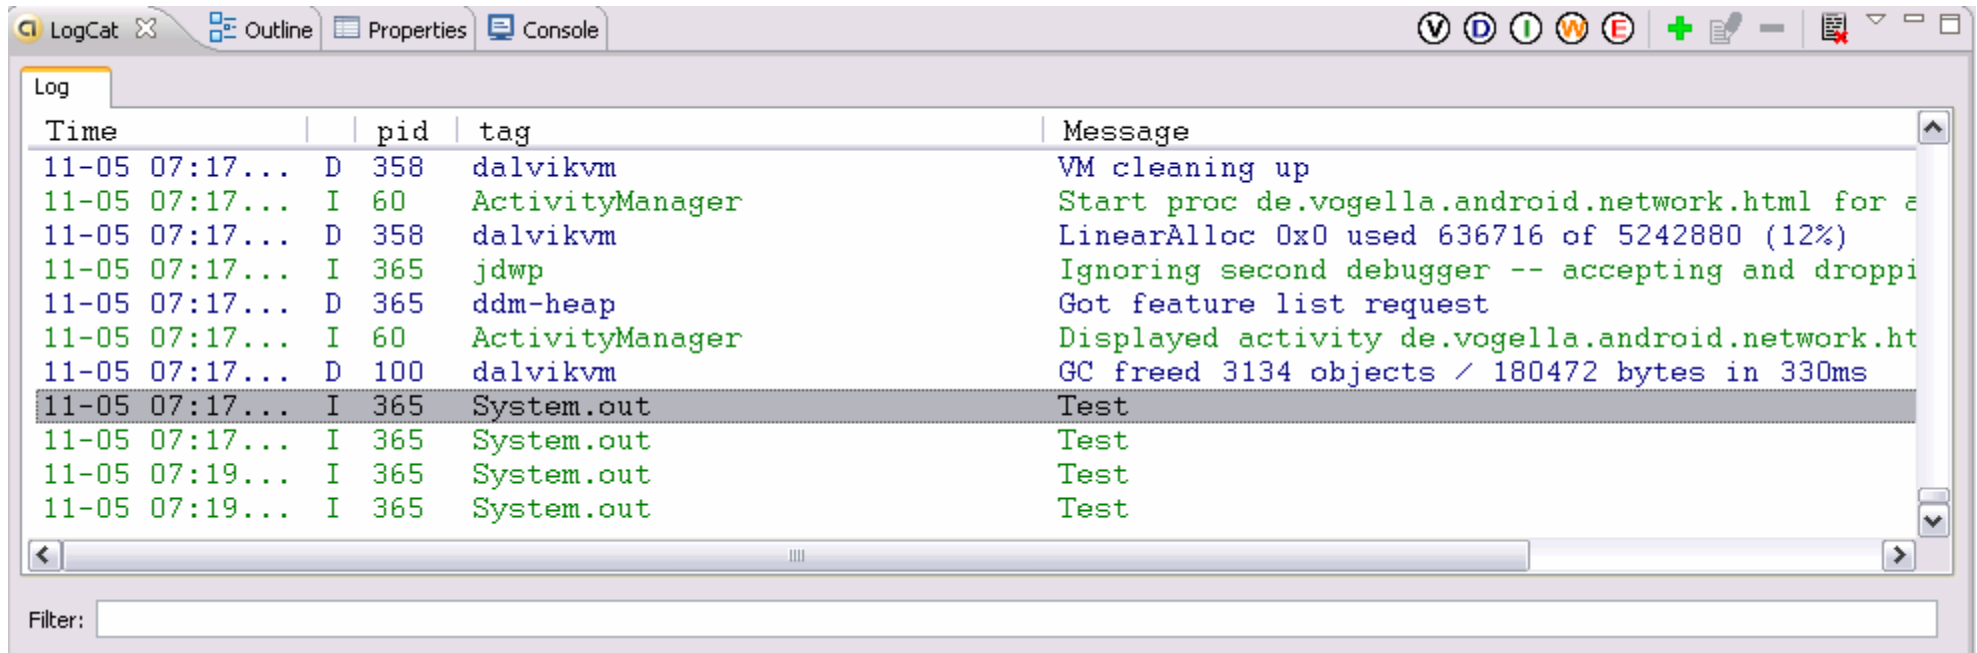 LogCat Outline Properties Console V D I W E
Log
Time pid tag Message
11-05 07:17... D 358 dalvikvm VM cleaning up
11-05 07:17... I 60 ActivityManager Start proc de.vogella.android.network.html for a
11-05 07:17... D 358 dalvikvm LinearAlloc 0x0 used 636716 of 5242880 (12%)
11-05 07:17... I 365 jdwp Ignoring second debugger -- accepting and droppi
11-05 07:17... D 365 ddm-heap Got feature list request
11-05 07:17... I 60 ActivityManager Displayed activity de.vogella.android.network.ht
11-05 07:17... D 100 dalvikvm GC freed 3134 objects / 180472 bytes in 330ms
11-05 07:17... I 365 System.out Test
11-05 07:17... I 365 System.out Test
11-05 07:19... I 365 System.out Test
11-05 07:19... I 365 System.out Test
Filter: